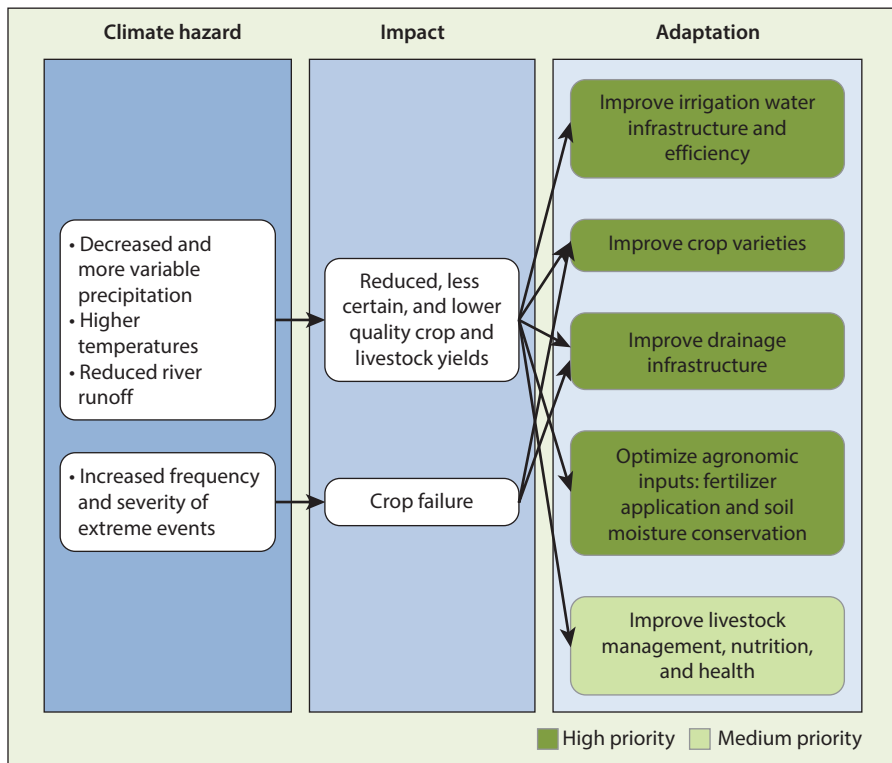 Climate hazard
Impact
Adaptation
• Decreased and
more variable
precipitation
• Higher
temperatures
• Reduced river
runoff
• Increased frequency
and severity of
extreme events
Reduced, less
certain, and lower
quality crop and
livestock yields
Crop failure
Improve irrigation water
infrastructure and
efficiency
Improve crop varieties
Improve drainage
infrastructure
Optimize agronomic
inputs: fertilizer
application and soil
moisture conservation
Improve livestock
management, nutrition,
and health
High priority
Medium priority